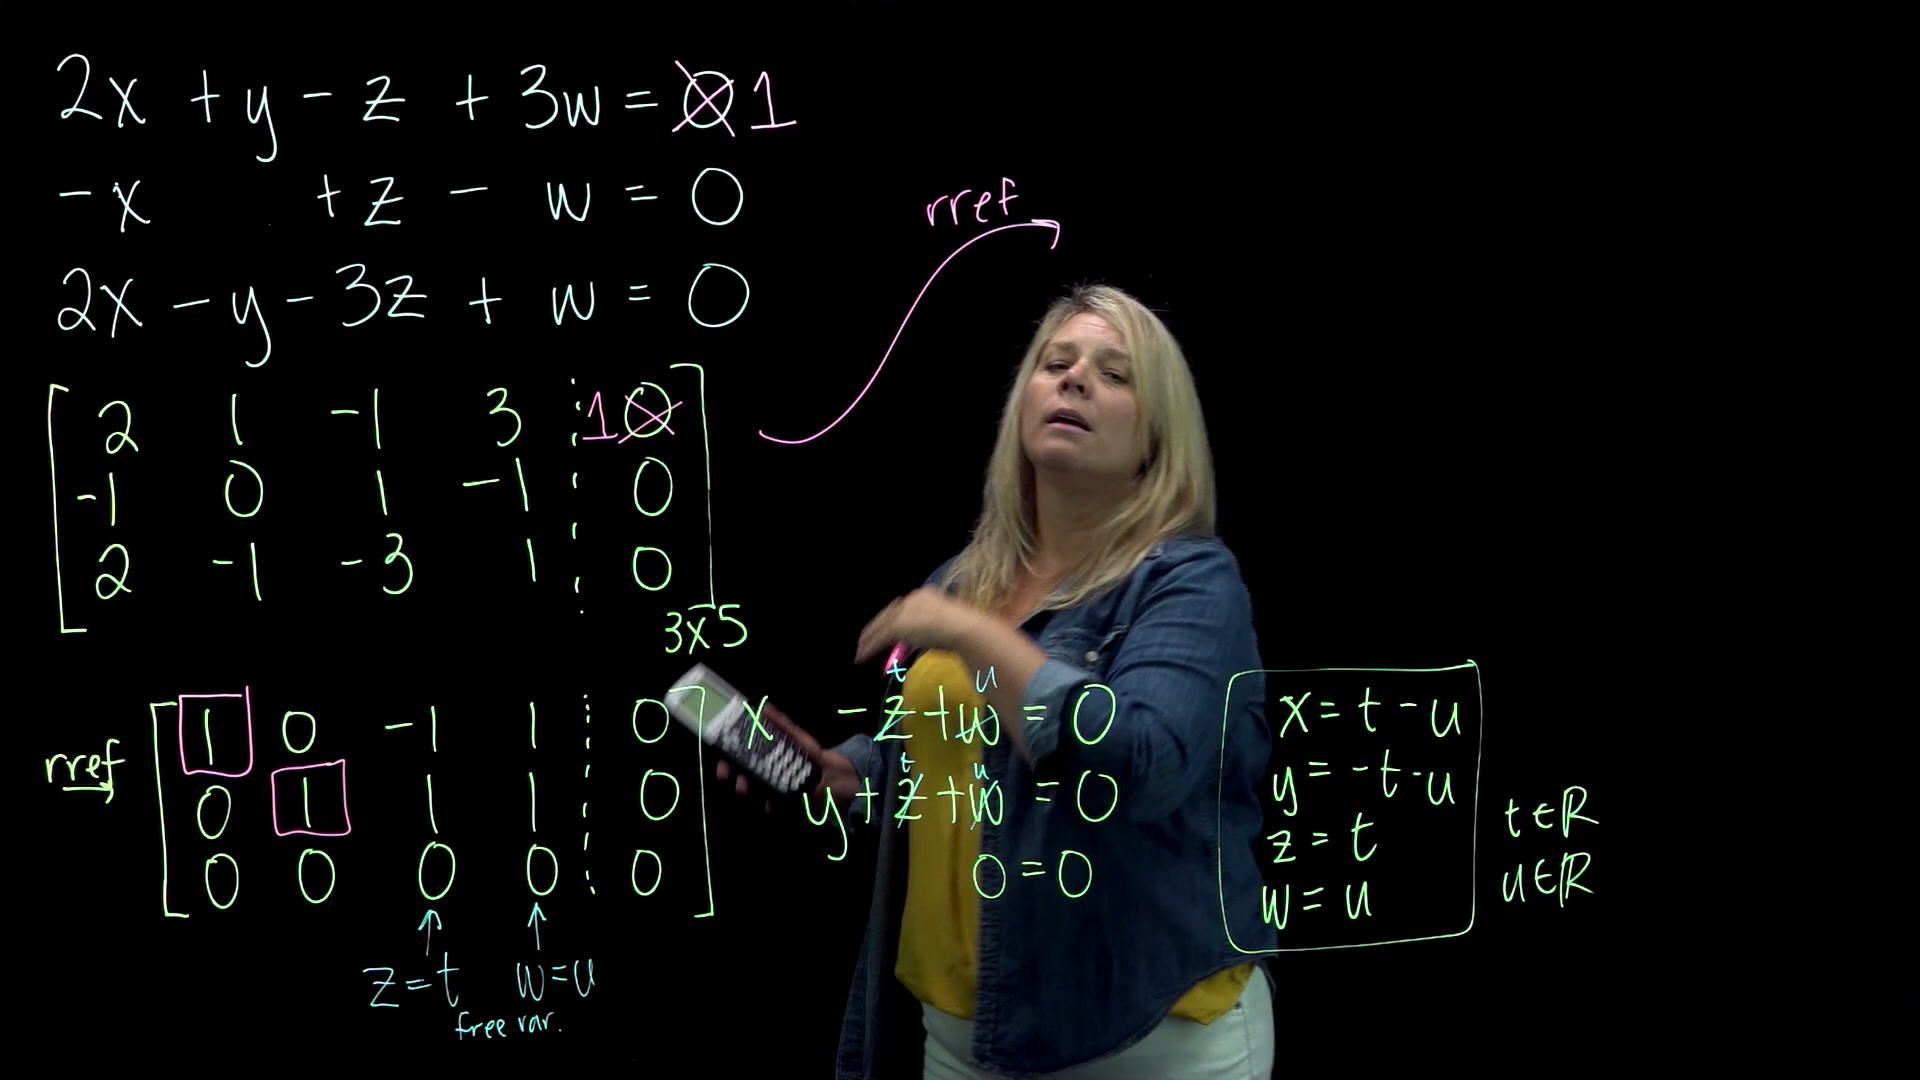 2x + y - z + 3w = 0 1
-x + z - w = 0
2x - y - 3z + w = 0
rref
2 1 -1 3 1 0
-1 0 1 -1 0
2 -1 -3 1 0
3x5
rref
1 0 -1 1 0
0 1 1 1 0
0 0 0 0 0
z=t w=u
free var.
t u
x - z + w = 0
t u
y + z + w = 0
0 = 0
x = t - u
y = -t - u
z = t
w = u
t ∈ ℝ
u ∈ ℝ